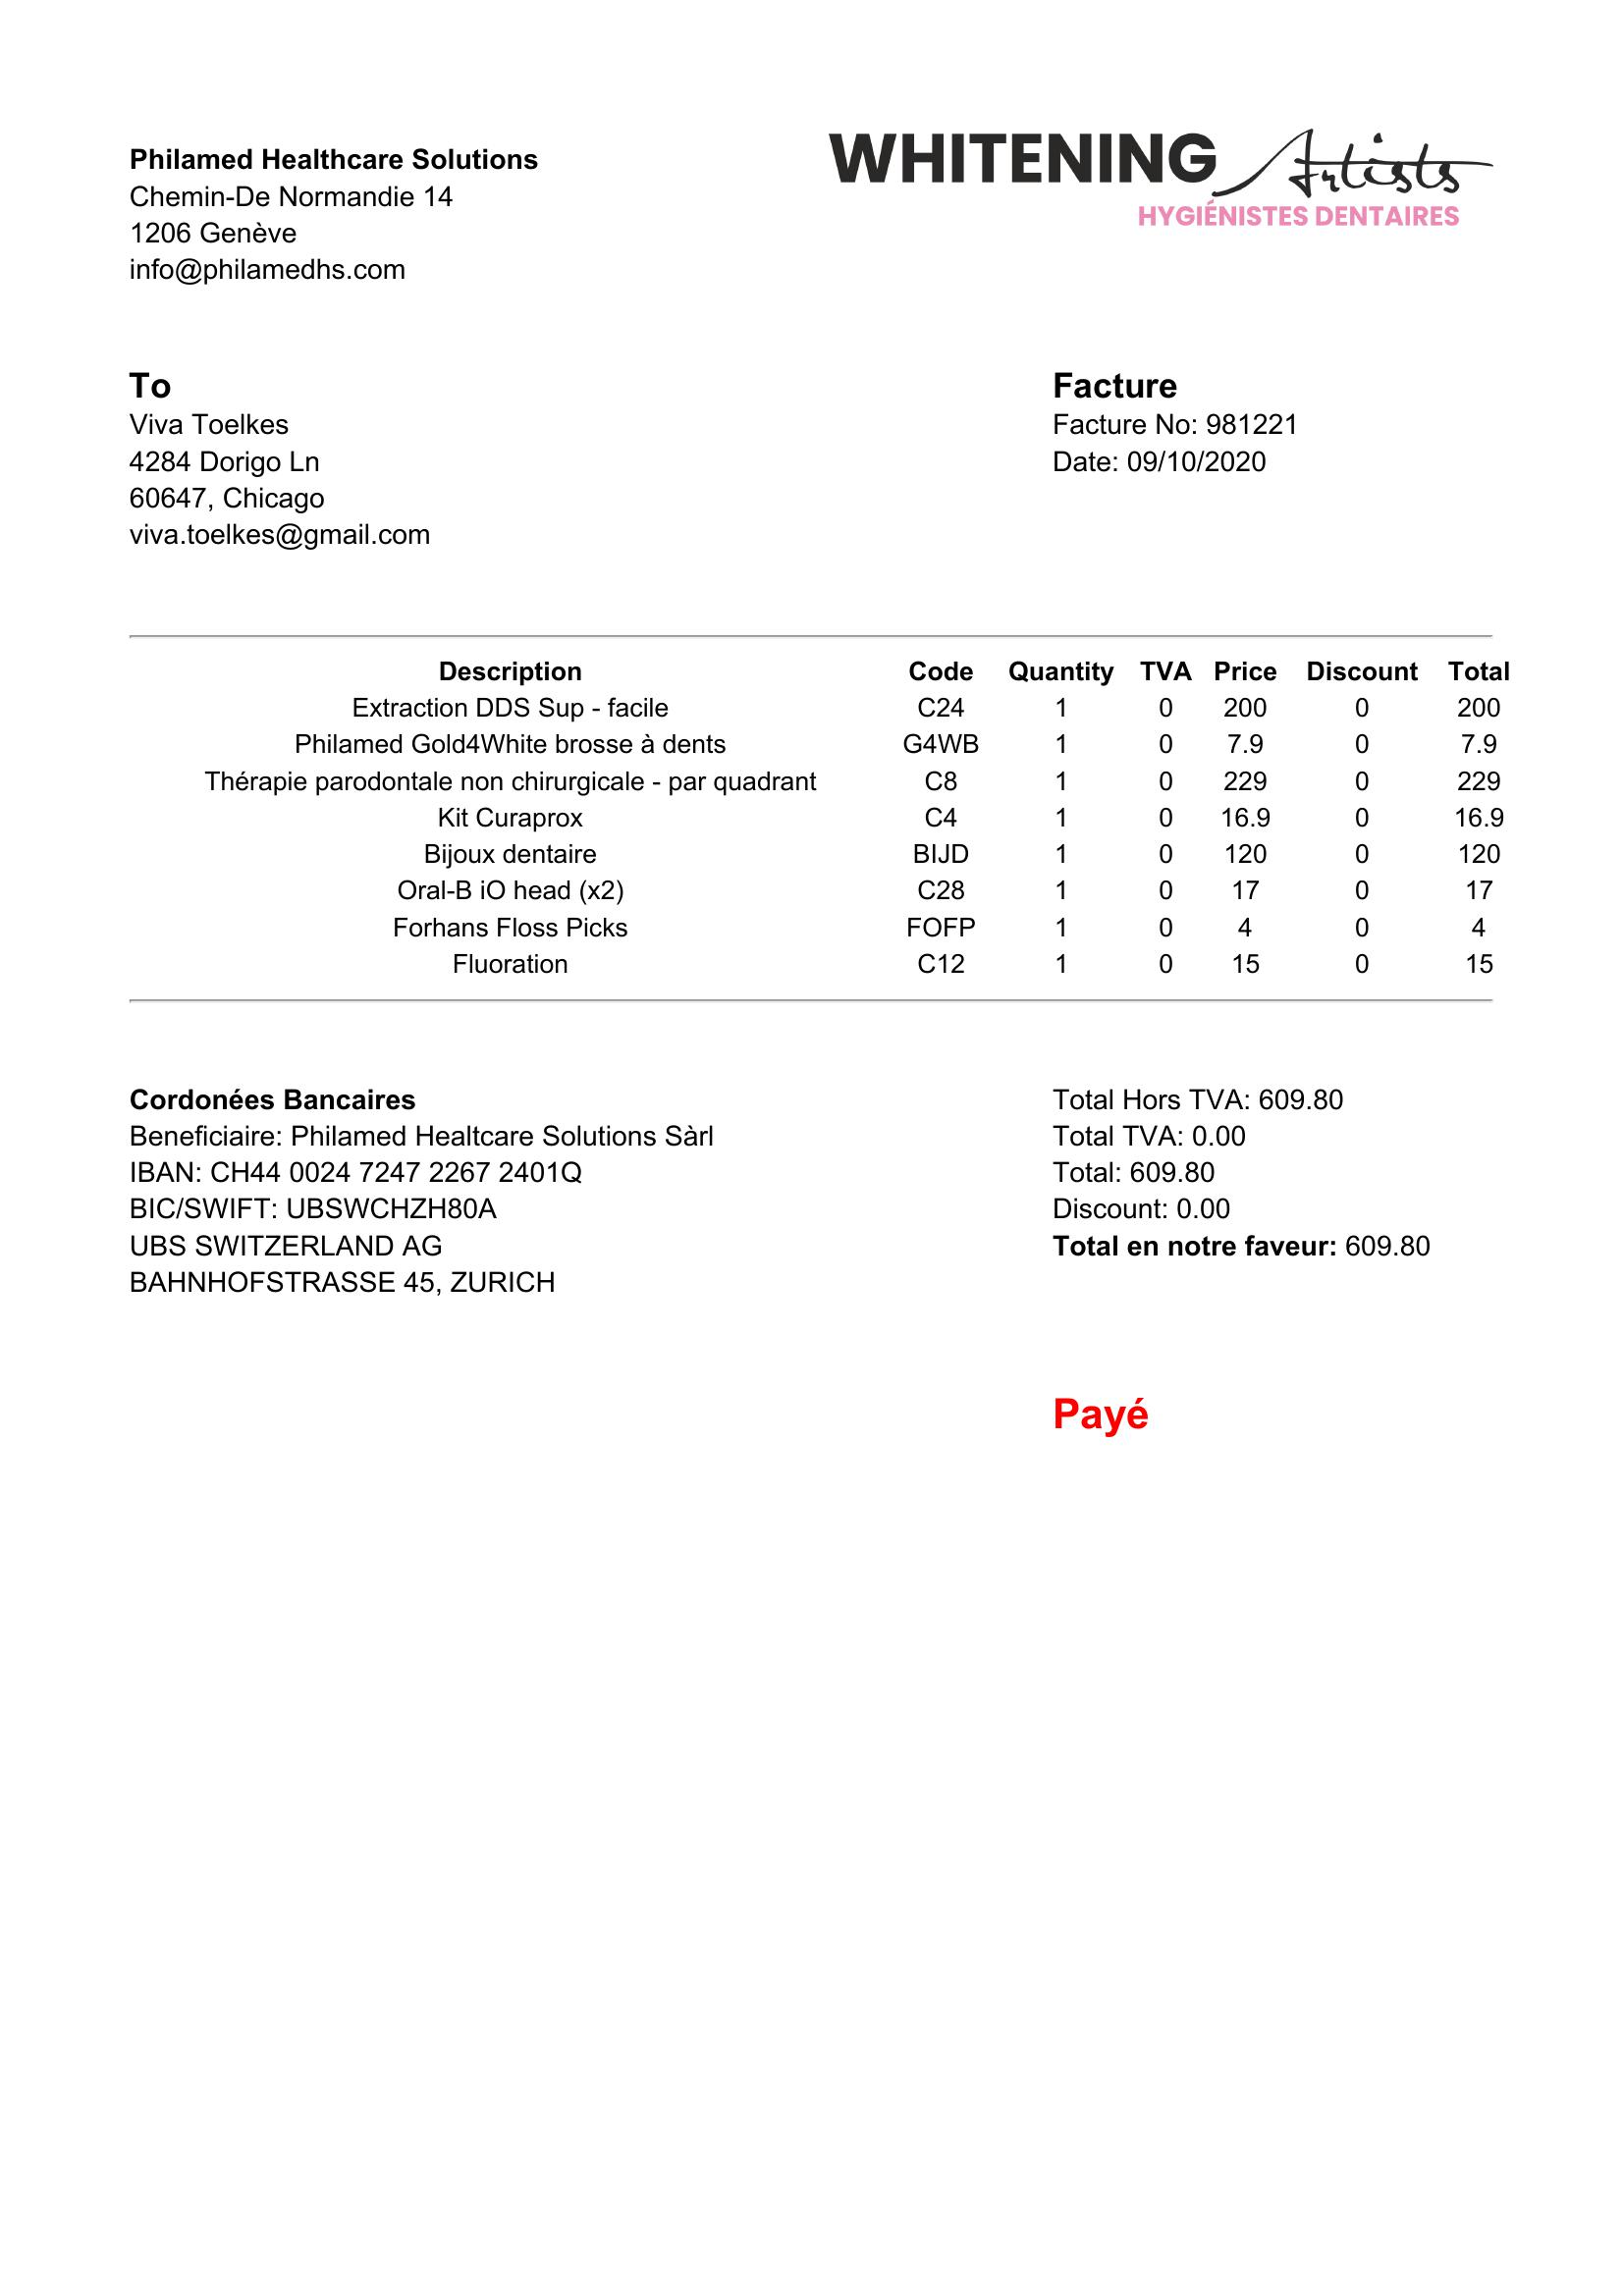 WHITENING Artists
HYGIÉNISTES DENTAIRES
Philamed Healthcare Solutions
Chemin-De Normandie 14
1206 Genève
info@philamedhs.com
To
Viva Toelkes
4284 Dorigo Ln
60647, Chicago
viva.toelkes@gmail.com
Facture
Facture No: 981221
Date: 09/10/2020
Description Code Quantity TVA Price Discount Total
Extraction DDS Sup - facile C24 1 0 200 0 200
Philamed Gold4White brosse à dents G4WB 1 0 7.9 0 7.9
Thérapie parodontale non chirurgicale - par quadrant C8 1 0 229 0 229
Kit Curaprox C4 1 0 16.9 0 16.9
Bijoux dentaire BIJD 1 0 120 0 120
Oral-B iO head (x2) C28 1 0 17 0 17
Forhans Floss Picks FOFP 1 0 4 0 4
Fluoration C12 1 0 15 0 15
Cordonées Bancaires
Beneficiaire: Philamed Healtcare Solutions Sàrl
IBAN: CH44 0024 7247 2267 2401Q
BIC/SWIFT: UBSWCHZH80A
UBS SWITZERLAND AG
BAHNHOFSTRASSE 45, ZURICH
Total Hors TVA: 609.80
Total TVA: 0.00
Total: 609.80
Discount: 0.00
Total en notre faveur: 609.80
Payé